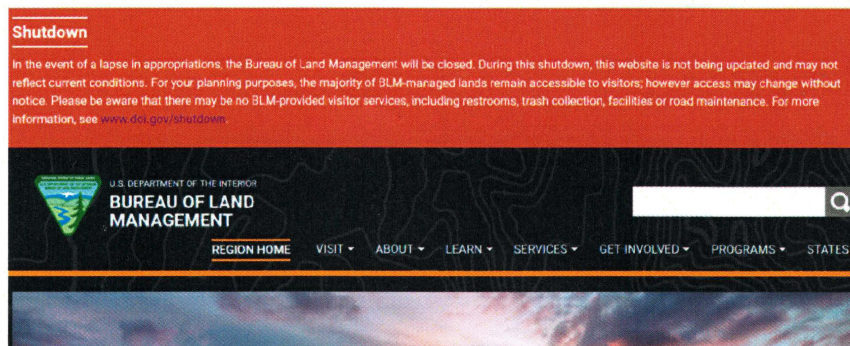 Shutdown
In the event of a lapse in appropriations, the Bureau of Land Management will be closed. During this shutdown, this website is not being updated and may not
reflect current conditions. For your planning purposes, the majority of BLM-managed lands remain accessible to visitors; however access may change without
notice. Please be aware that there may be no BLM-provided visitor services, including restrooms, trash collection, facilities or road maintenance. For more
information, see www.doi.gov/shutdown.
U.S. DEPARTMENT OF THE INTERIOR
BUREAU OF LAND
MANAGEMENT
REGION HOME VISIT ABOUT LEARN SERVICES GET INVOLVED PROGRAMS STATES